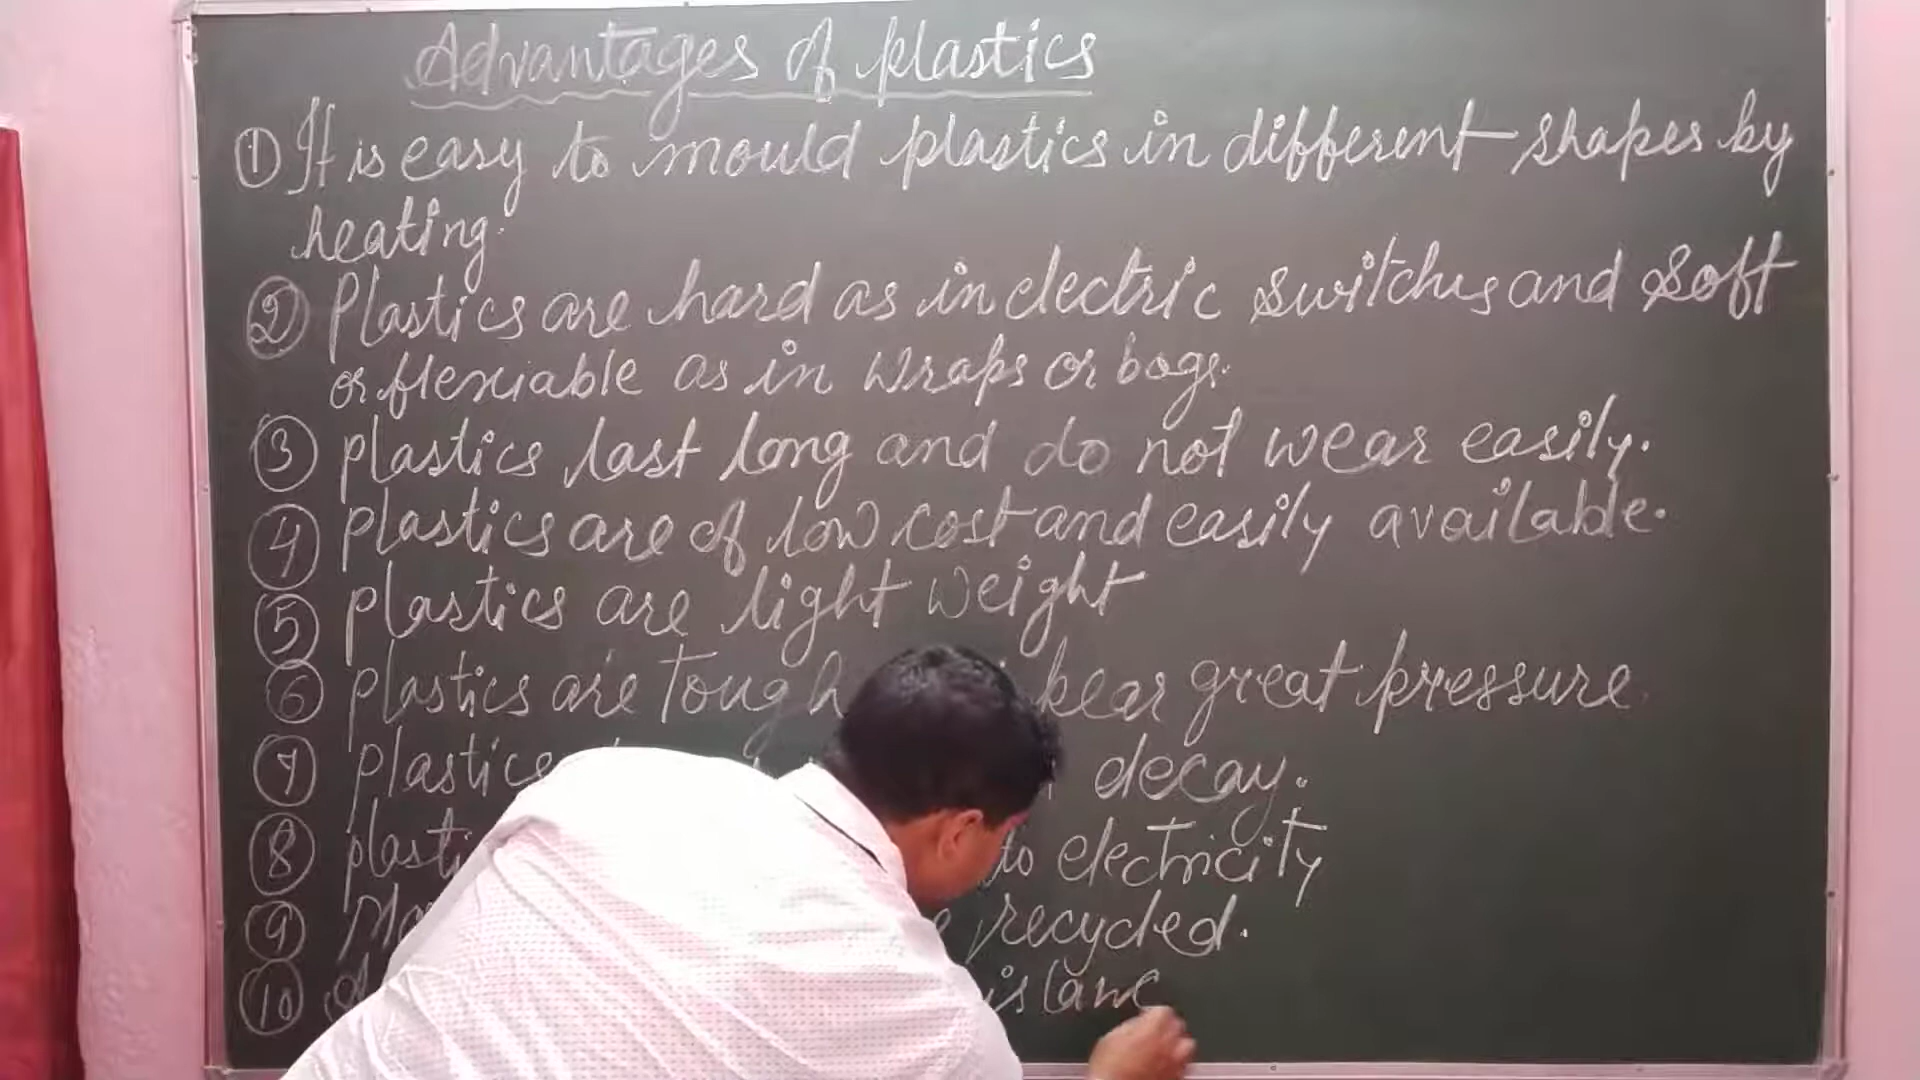 Advantages of plastics
① It is easy to mould plastics in different shapes by
heating.
② Plastics are hard as in electric switches and soft
or flexiable as in wraps or bags.
③ plastics last long and do not wear easily.
④ plastics are of low cost and easily available.
⑤ plastics are light weight
⑥ plastics are tough bear great pressure
⑦ plastics decay.
⑧ to electricity
⑨ recycled.
⑩